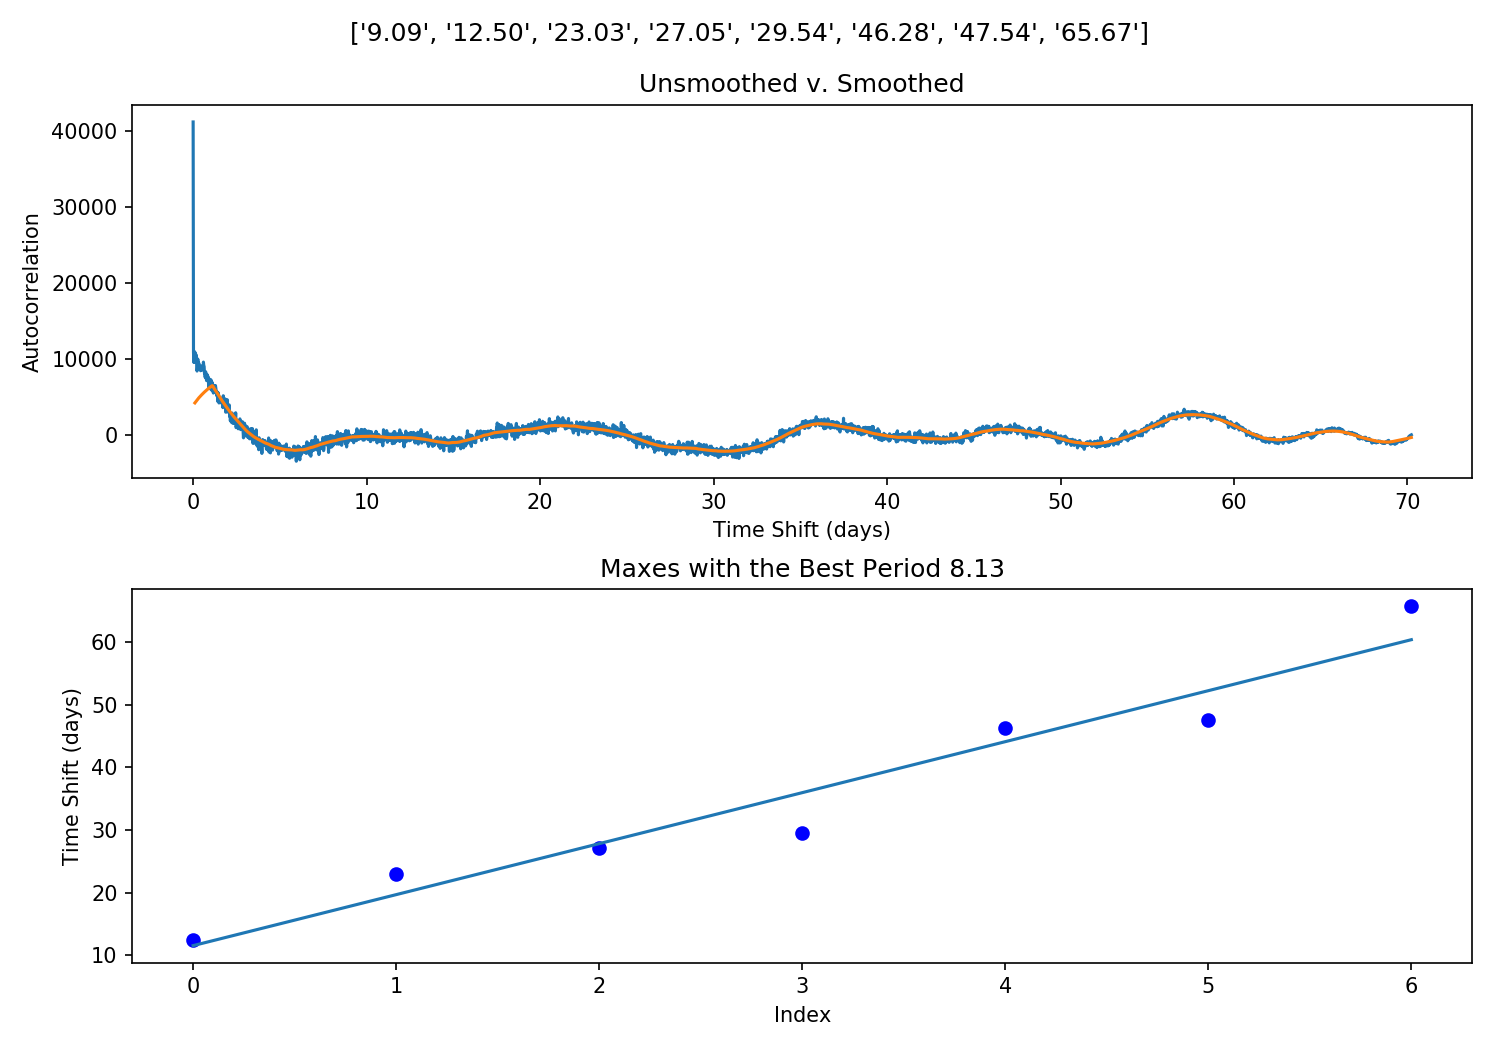 ['9.09', '12.50', '23.03', '27.05', '29.54', '46.28', '47.54', '65.67']
Unsmoothed v. Smoothed
Autocorrelation
40000
30000
20000
10000
0
0 10 20 30 40 50 60 70
Time Shift (days)
Maxes with the Best Period 8.13
Time Shift (days)
60
50
40
30
20
10
0 1 2 3 4 5 6
Index